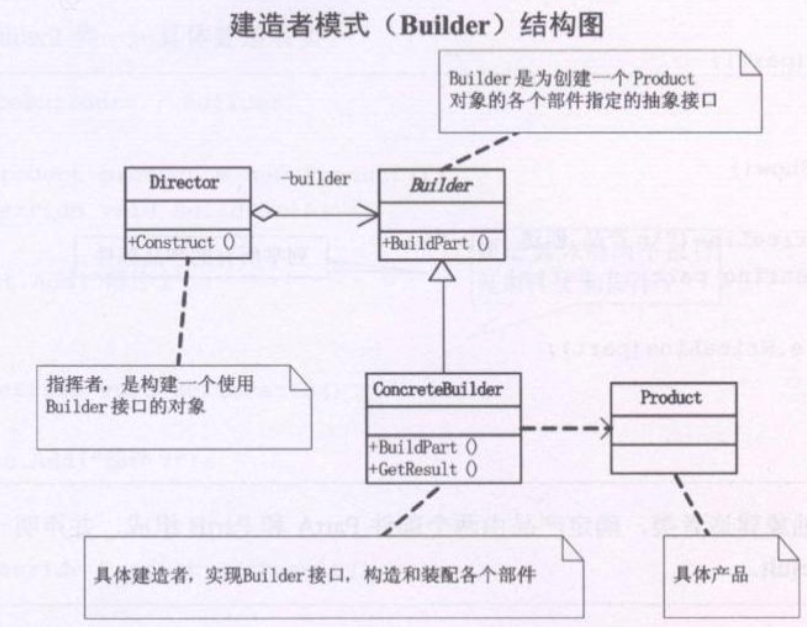 建造者模式（Builder）结构图
Builder是为创建一个Product
对象的各个部件指定的抽象接口
Director
-builder
Builder
+Construct()
+BuildPart()
指挥者，是构建一个使用
Builder接口的对象
ConcreteBuilder
Product
+BuildPart()
+GetResult()
具体建造者，实现Builder接口，构造和装配各个部件
具体产品